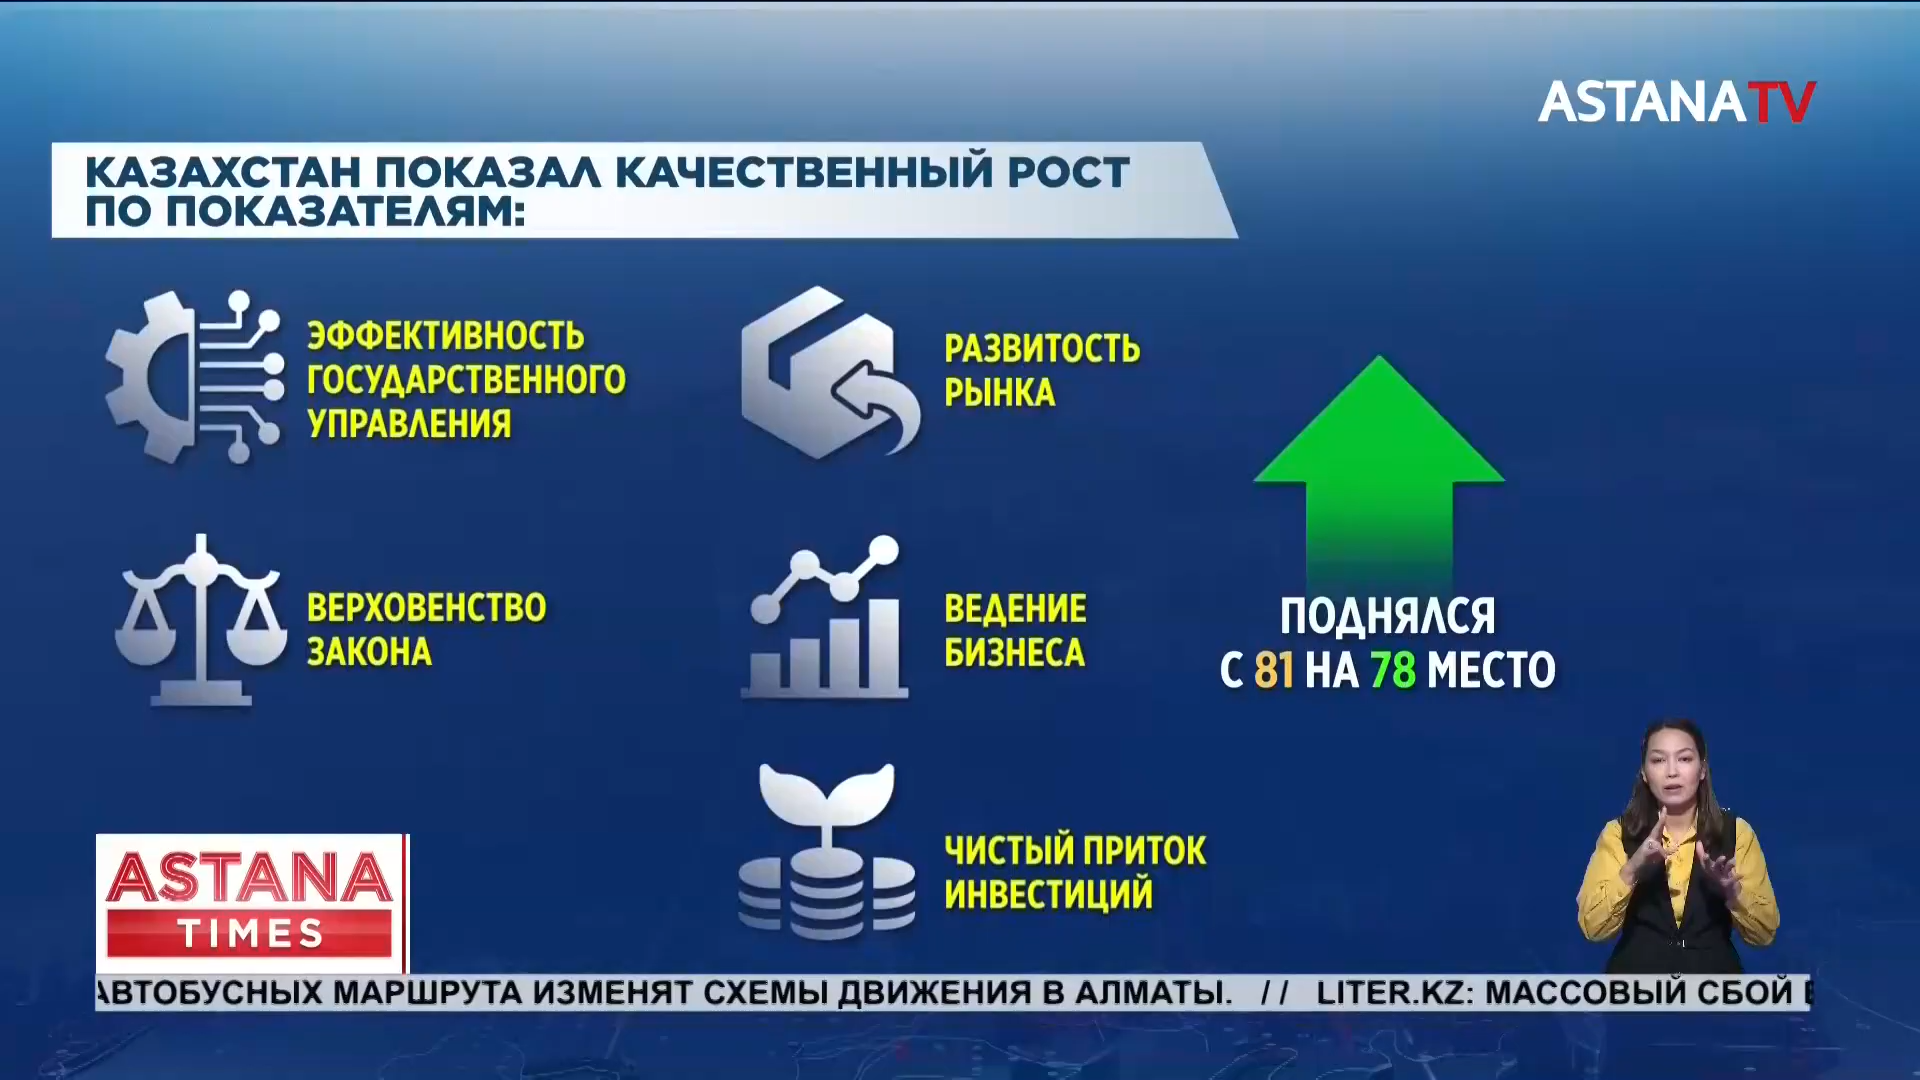 ASTANATV
КАЗАХСТАН ПОКАЗАЛ КАЧЕСТВЕННЫЙ РОСТ
ПО ПОКАЗАТЕЛЯМ:
ЭФФЕКТИВНОСТЬ
ГОСУДАРСТВЕННОГО
УПРАВЛЕНИЯ
РАЗВИТОСТЬ
РЫНКА
ВЕРХОВЕНСТВО
ЗАКОНА
ВЕДЕНИЕ
БИЗНЕСА
ПОДНЯЛСЯ
С 81 НА 78 МЕСТО
ЧИСТЫЙ ПРИТОК
ИНВЕСТИЦИЙ
ASTANA
TIMES
АВТОБУСНЫХ МАРШРУТА ИЗМЕНЯТ СХЕМЫ ДВИЖЕНИЯ В АЛМАТЫ. // LITER.KZ: МАССОВЫЙ СБОЙ